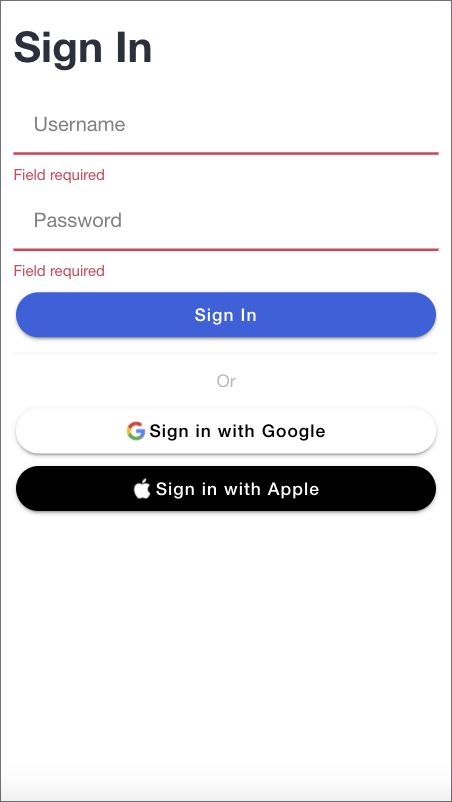 Sign In
Username
Field required
Password
Field required
Sign In
Or
Sign in with Google
Sign in with Apple